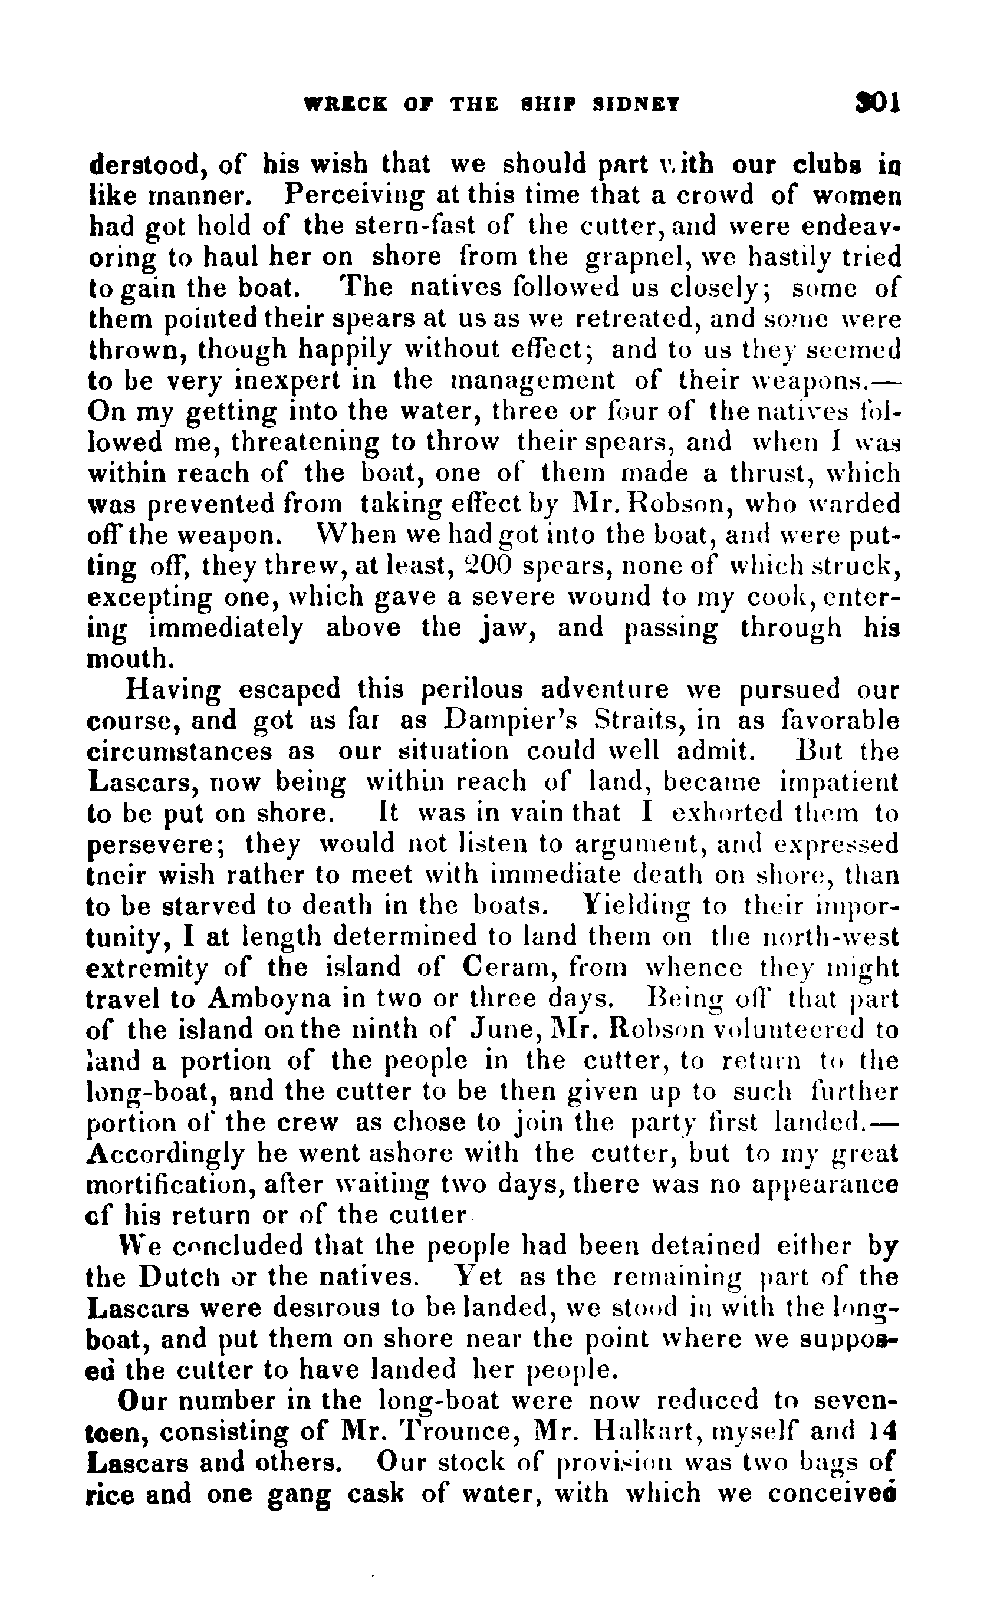 WRECK OF THE SHIP SIDNEY 301
derstood, of his wish that we should part with our clubs in
like manner. Perceiving at this time that a crowd of women
had got hold of the stern-fast of the cutter, and were endeav-
oring to haul her on shore from the grapnel, we hastily tried
to gain the boat. The natives followed us closely; some of
them pointed their spears at us as we retreated, and some were
thrown, though happily without effect; and to us they seemed
to be very inexpert in the management of their weapons.—
On my getting into the water, three or four of the natives fol-
lowed me, threatening to throw their spears, and when I was
within reach of the boat, one of them made a thrust, which
was prevented from taking effect by Mr. Robson, who warded
off the weapon. When we had got into the boat, and were put-
ting off, they threw, at least, 200 spears, none of which struck,
excepting one, which gave a severe wound to my cook, enter-
ing immediately above the jaw, and passing through his
mouth.
Having escaped this perilous adventure we pursued our
course, and got as far as Dampier's Straits, in as favorable
circumstances as our situation could well admit. But the
Lascars, now being within reach of land, became impatient
to be put on shore. It was in vain that I exhorted them to
persevere; they would not listen to argument, and expressed
their wish rather to meet with immediate death on shore, than
to be starved to death in the boats. Yielding to their impor-
tunity, I at length determined to land them on the north-west
extremity of the island of Ceram, from whence they might
travel to Amboyna in two or three days. Being off that part
of the island on the ninth of June, Mr. Robson volunteered to
land a portion of the people in the cutter, to return to the
long-boat, and the cutter to be then given up to such further
portion of the crew as chose to join the party first landed.—
Accordingly he went ashore with the cutter, but to my great
mortification, after waiting two days, there was no appearance
of his return or of the cutter
We concluded that the people had been detained either by
the Dutch or the natives. Yet as the remaining part of the
Lascars were desirous to be landed, we stood in with the long-
boat, and put them on shore near the point where we suppos-
ed the cutter to have landed her people.
Our number in the long-boat were now reduced to seven-
teen, consisting of Mr. Trounce, Mr. Halkart, myself and 14
Lascars and others. Our stock of provision was two bags of
rice and one gang cask of water, with which we conceived